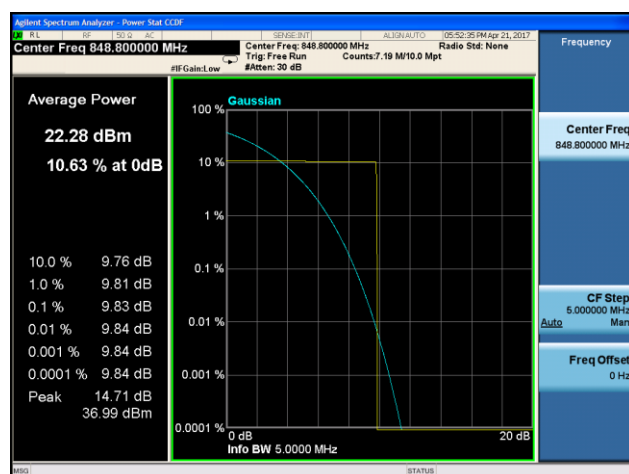 Agilent Spectrum Analyzer - Power Stat CCDF
RL RF 50 Ω AC SENSE:INT ALIGNAUTO 05:52:35 PM Apr 21, 2017
Center Freq 848.800000 MHz
Center Freq: 848.800000 MHz Radio Std: None
Trig: Free Run Counts:7.19 M/10.0 Mpt
#IFGain:Low #Atten: 30 dB
Frequency
Average Power
22.28 dBm
10.63 % at 0dB
10.0 % 9.76 dB
1.0 % 9.81 dB
0.1 % 9.83 dB
0.01 % 9.84 dB
0.001 % 9.84 dB
0.0001 % 9.84 dB
Peak 14.71 dB
36.99 dBm
Gaussian
100 %
10 %
1 %
0.1 %
0.01 %
0.001 %
0.0001 %
0 dB 20 dB
Info BW 5.0000 MHz
Center Freq
848.800000 MHz
CF Step
5.000000 MHz
Auto Man
Freq Offset
0 Hz
MSG STATUS